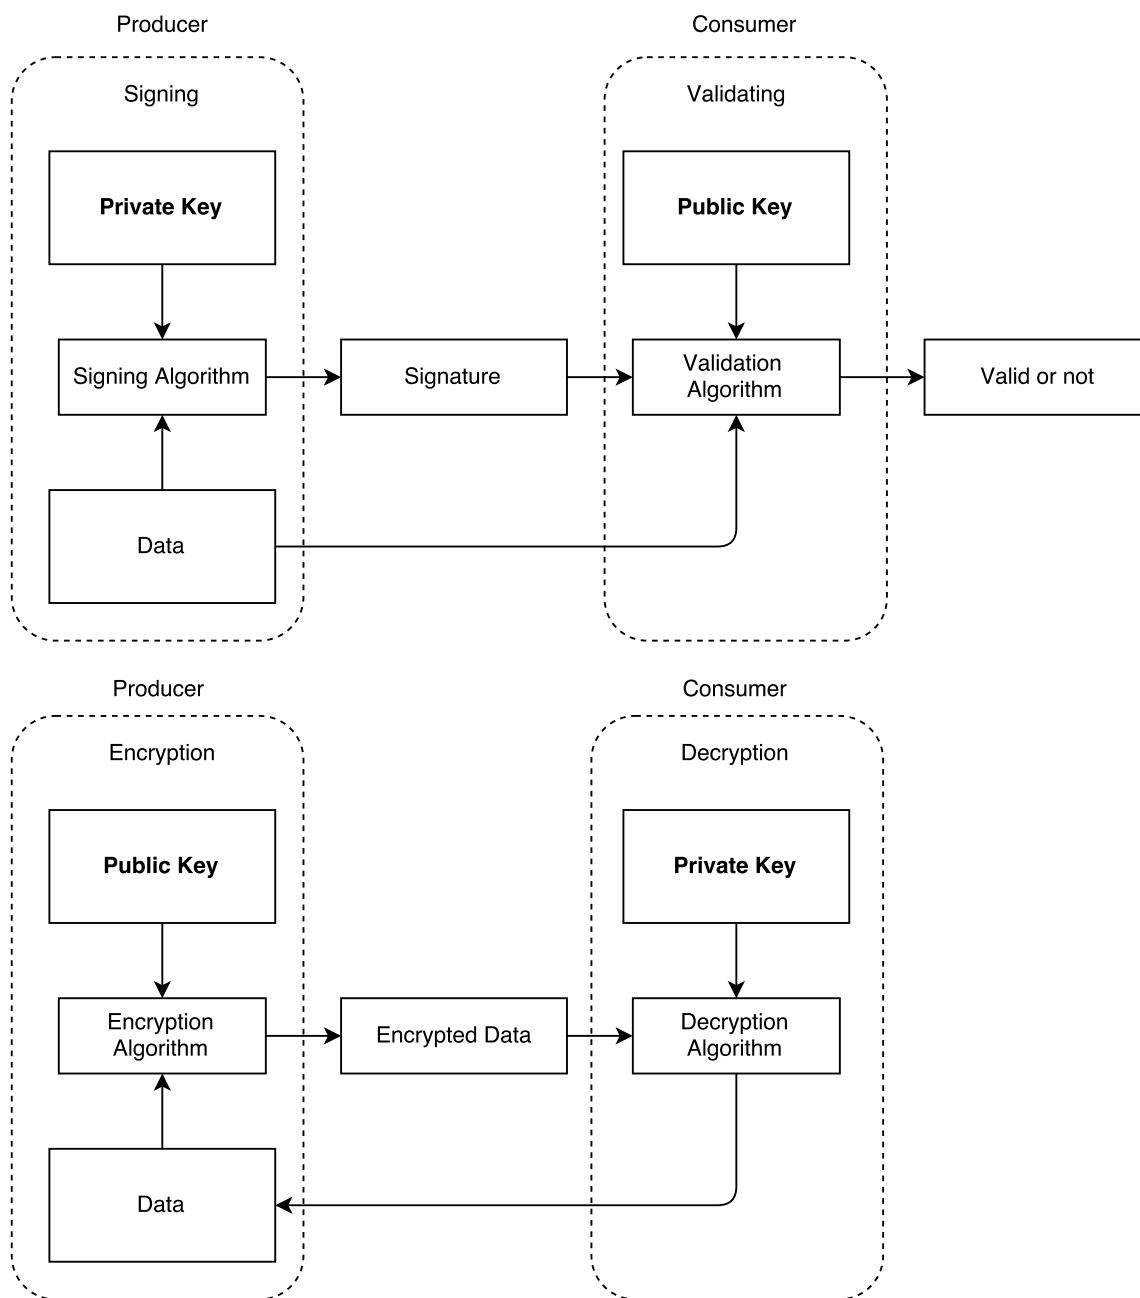 Producer
Consumer
Signing
Validating
Private Key
Public Key
Signing Algorithm
Signature
Validation
Algorithm
Valid or not
Data
Producer
Consumer
Encryption
Decryption
Public Key
Private Key
Encryption
Algorithm
Encrypted Data
Decryption
Algorithm
Data